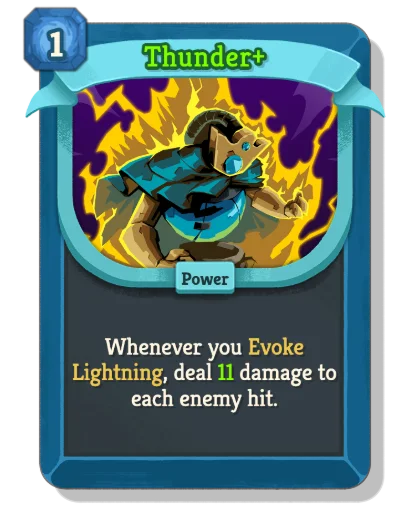 1
Thunder+
Power
Whenever you Evoke
Lightning, deal 11 damage to
each enemy hit.